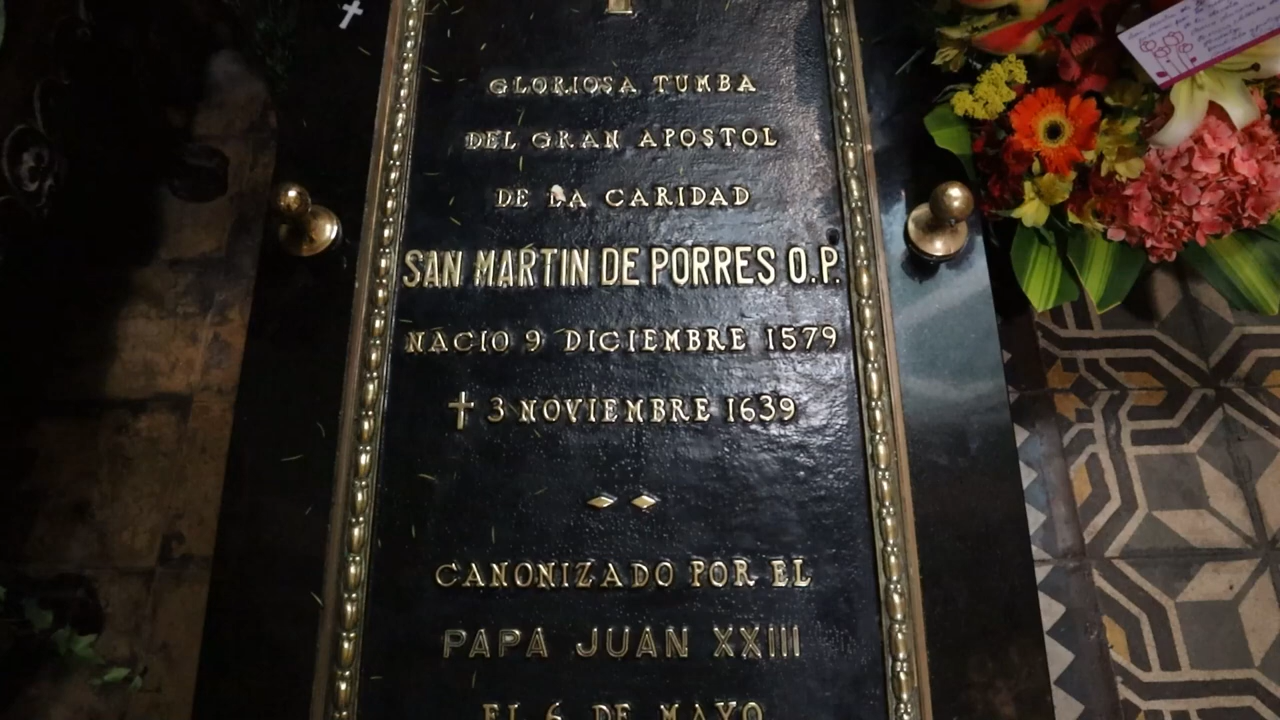 GLORIOSA TUMBA
DEL GRAN APOSTOL
DE LA CARIDAD
SAN MARTIN DE PORRES O.P.
NACIO 9 DICIEMBRE 1579
✝ 3 NOVIEMBRE 1639
CANONIZADO POR EL
PAPA JUAN XXIII
EL 6 DE MAYO